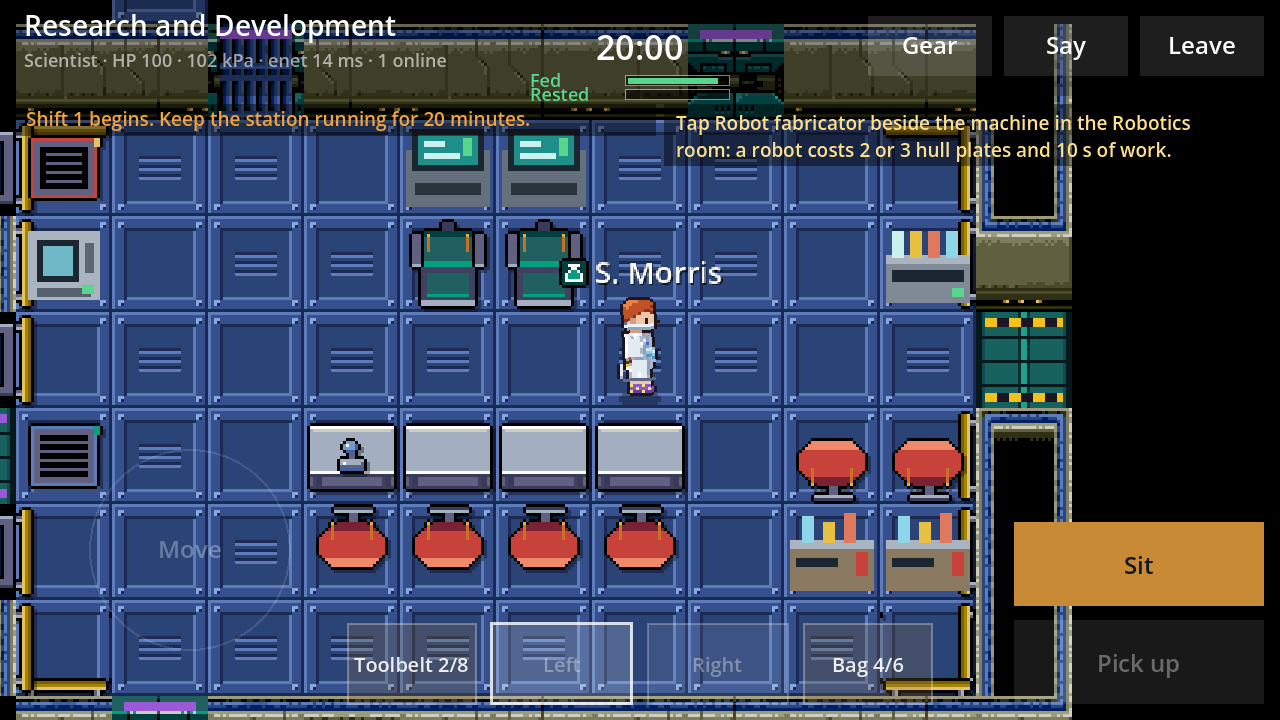 Research and Development
Scientist · HP 100 · 102 kPa · enet 14 ms · 1 online
20:00
Fed
Rested
Gear
Say
Leave
Shift 1 begins. Keep the station running for 20 minutes.
Tap Robot fabricator beside the machine in the Robotics
room: a robot costs 2 or 3 hull plates and 10 s of work.
S. Morris
Move
Sit
Toolbelt 2/8
Left
Right
Bag 4/6
Pick up